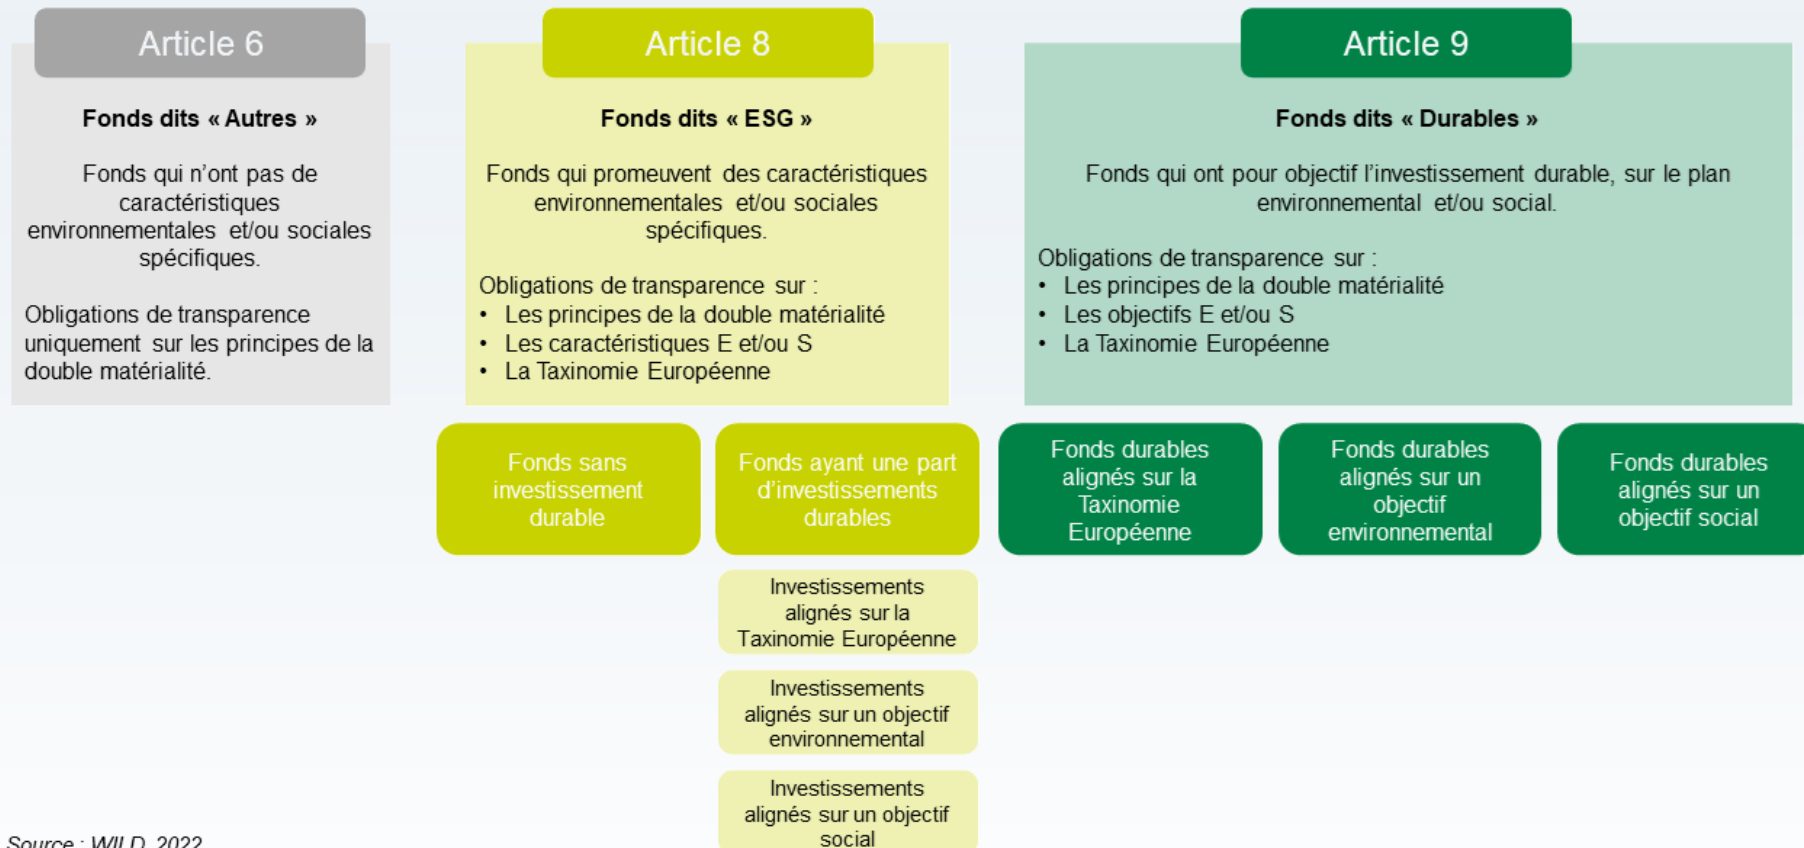 Article 6
Fonds dits « Autres »
Fonds qui n’ont pas de
caractéristiques
environnementales et/ou sociales
spécifiques.
Obligations de transparence
uniquement sur les principes de la
double matérialité.
Article 8
Fonds dits « ESG »
Fonds qui promeuvent des caractéristiques
environnementales et/ou sociales
spécifiques.
Obligations de transparence sur :
• Les principes de la double matérialité
• Les caractéristiques E et/ou S
• La Taxinomie Européenne
Fonds sans
investissement
durable
Fonds ayant une part
d’investissements
durables
Investissements
alignés sur la
Taxinomie Européenne
Investissements
alignés sur un objectif
environnemental
Investissements
alignés sur un objectif
social
Article 9
Fonds dits « Durables »
Fonds qui ont pour objectif l’investissement durable, sur le plan
environmental et/ou social.
Obligations de transparence sur :
• Les principes de la double matérialité
• Les objectifs E et/ou S
• La Taxinomie Européenne
Fonds durables
alignés sur la
Taxinomie
Européenne
Fonds durables
alignés sur un
objectif
environnemental
Fonds durables
alignés sur un
objectif social
Source : WILD, 2022